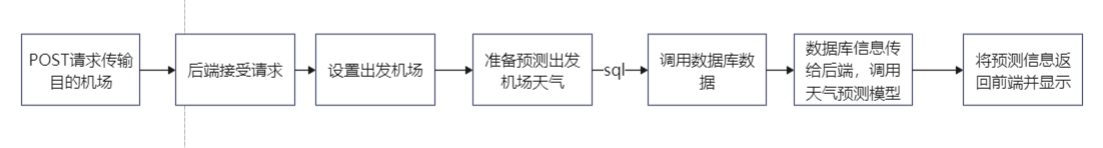 POST请求传输
目的机场
后端接受请求
设置出发机场
准备预测出发
机场天气
sql
调用数据库数
据
数据库信息传
给后端，调用
天气预测模型
将预测信息返
回前端并显示